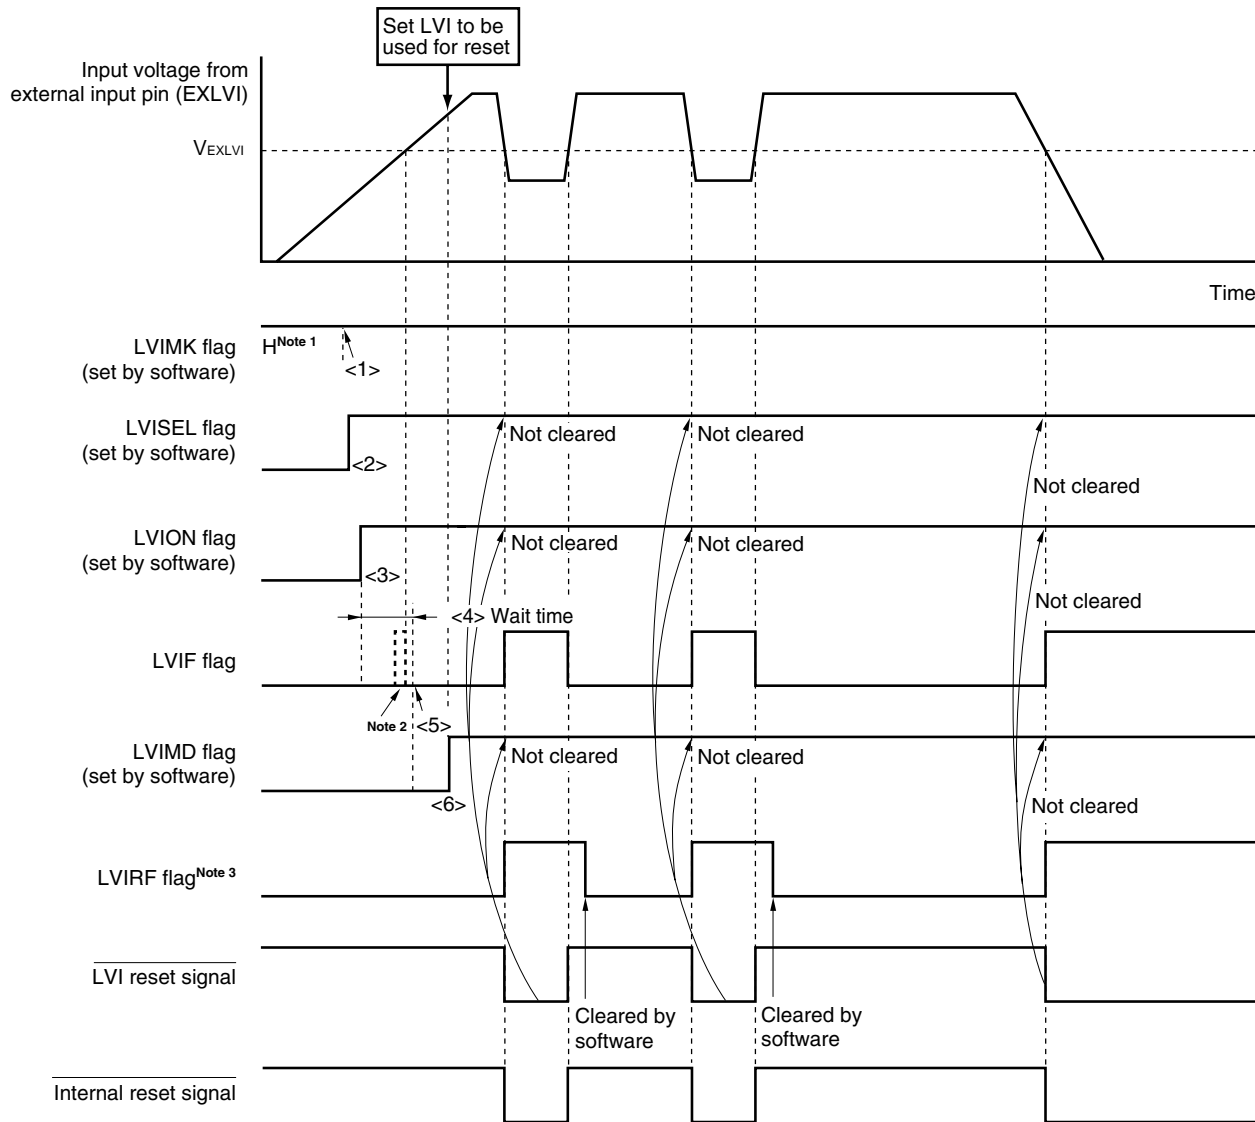 Set LVI to be
used for reset
Input voltage from
external input pin (EXLVI)
VEXLVI
Time
LVIMK flag
(set by software)
H Note 1
<1>
LVISEL flag
(set by software)
<2>
Not cleared
Not cleared
Not cleared
LVION flag
(set by software)
<3>
Not cleared
Not cleared
Not cleared
<4> Wait time
LVIF flag
Note 2
<5>
LVIMD flag
(set by software)
<6>
Not cleared
Not cleared
Not cleared
LVIRF flag Note 3
LVI reset signal
Cleared by
software
Cleared by
software
Internal reset signal